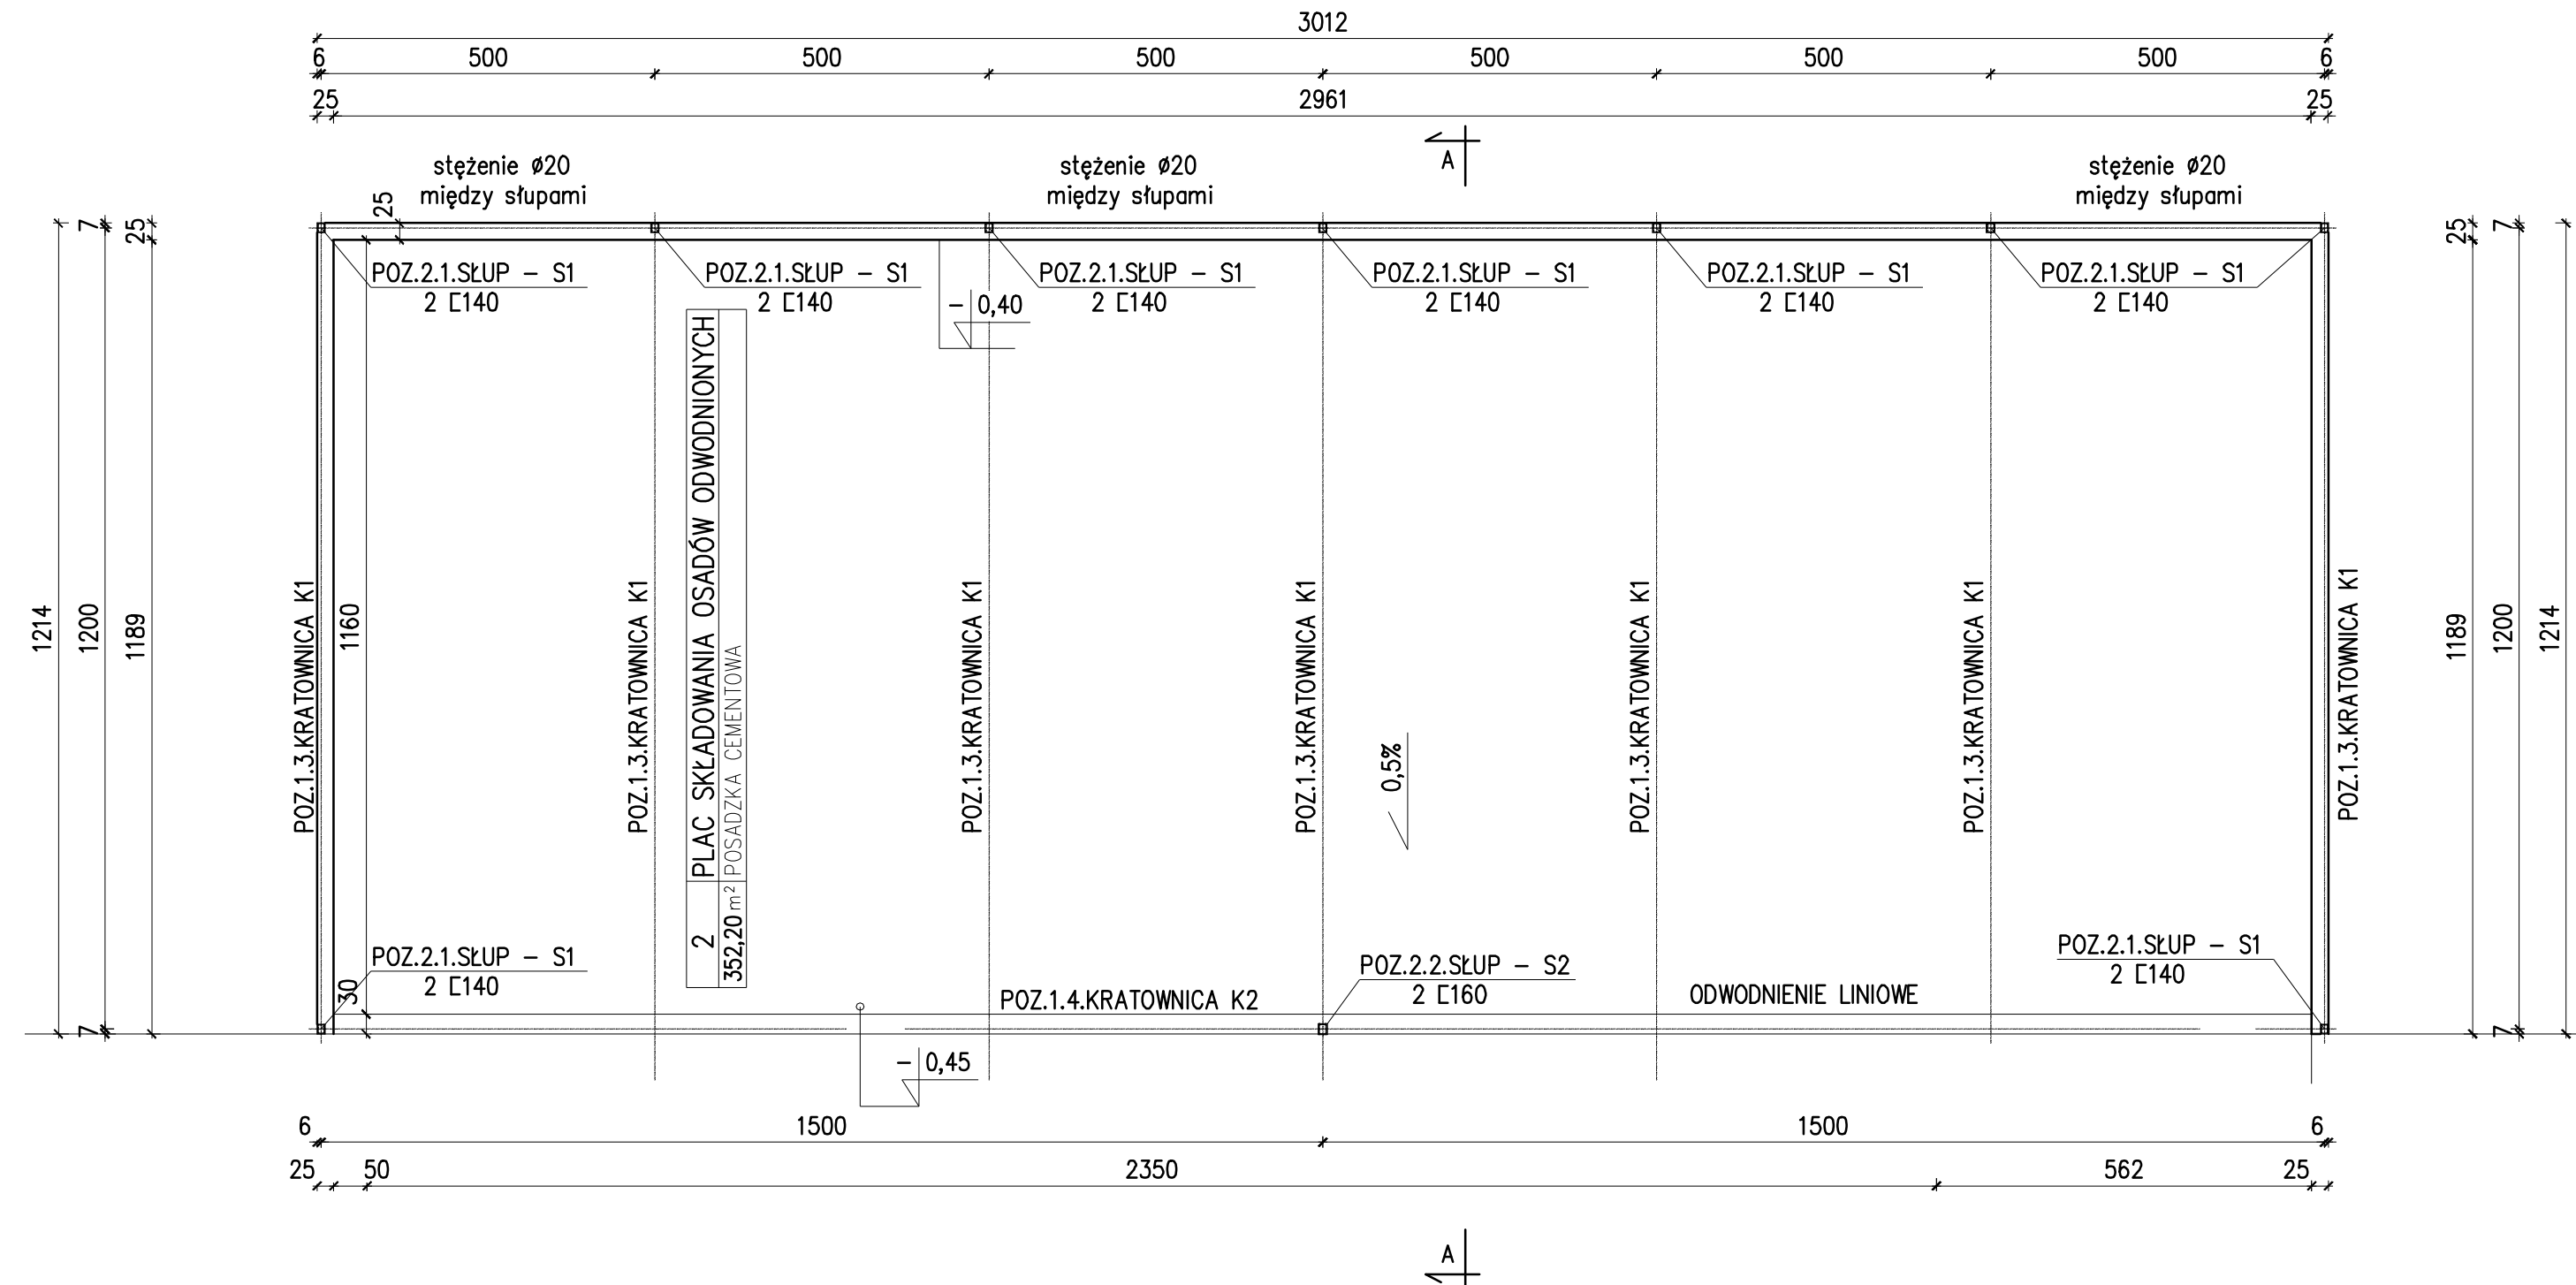 3012
6 500 500 500 500 500 500 6
25 2961 25
A
stężenie ø20
między słupami
stężenie ø20
między słupami
stężenie ø20
między słupami
25
7
25
25
7
POZ.2.1.SŁUP – S1
2 [140
POZ.2.1.SŁUP – S1
2 [140
POZ.2.1.SŁUP – S1
2 [140
POZ.2.1.SŁUP – S1
2 [140
POZ.2.1.SŁUP – S1
2 [140
POZ.2.1.SŁUP – S1
2 [140
– 0,40
1214
1200
1189
POZ.1.3.KRATOWNICA K1
1160
POZ.1.3.KRATOWNICA K1
2 PLAC SKŁADOWANIA OSADÓW ODWODNIONYCH
352,20 m² POSADZKA CEMENTOWA
POZ.1.3.KRATOWNICA K1
POZ.1.3.KRATOWNICA K1
0,5%
POZ.1.3.KRATOWNICA K1
POZ.1.3.KRATOWNICA K1
POZ.1.3.KRATOWNICA K1
1189
1200
1214
POZ.2.1.SŁUP – S1
2 [140
30
POZ.1.4.KRATOWNICA K2
POZ.2.2.SŁUP – S2
2 [160
ODWODNIENIE LINIOWE
POZ.2.1.SŁUP – S1
2 [140
7
7
– 0,45
6 1500 1500 6
25 50 2350 562 25
A